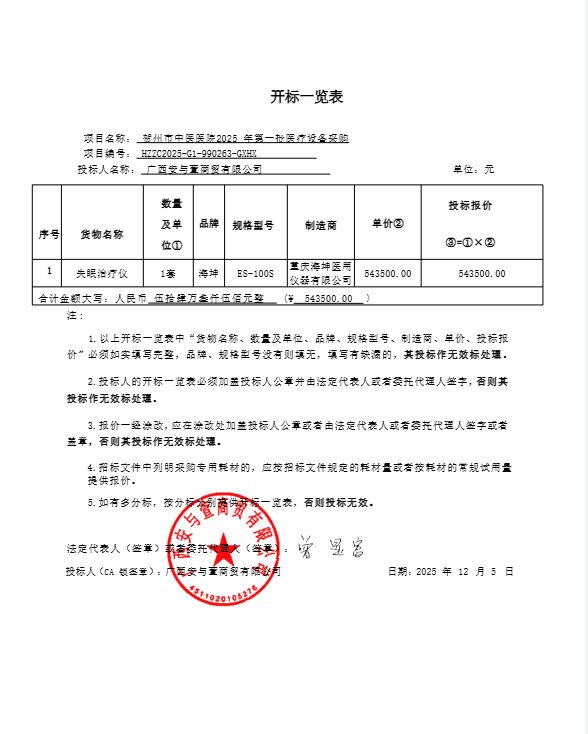 开标一览表
项目名称： 贺州市中医医院2025 年第一批医疗设备采购
项目编号： HZZC2025-G1-990263-GXHX
投标人名称： 广西安与萱商贸有限公司 单位：元
序号 货物名称 数量及单位① 品牌 规格型号 制造商 单价② 投标报价③=①×②
1 失眠治疗仪 1套 海坤 ES-100S 重庆海坤医用仪器有限公司 543500.00 543500.00
合计金额大写：人民币 伍拾肆万叁仟伍佰元整 （¥ 543500.00 ）
注：
1.以上开标一览表中“货物名称、数量及单位、品牌、规格型号、制造商、单价、投标报
价”必须如实填写完整，品牌、规格型号没有则填无，填写有缺漏的，其投标作无效标处理。
2.投标人的开标一览表必须加盖投标人公章并由法定代表人或者委托代理人签字，否则其
投标作无效标处理。
3.报价一经涂改，应在涂改处加盖投标人公章或者由法定代表人或者委托代理人签字或者
盖章，否则其投标作无效标处理。
4.招标文件中列明采购专用耗材的，应按招标文件规定的耗材量或者按耗材的常规试用量
提供报价。
5.如有多分标，按分标分别提供开标一览表，否则投标无效。
法定代表人（签章）或者委托代理人（签章）：
投标人（CA 锁签章）：广西安与萱商贸有限公司 日期：2025 年 12 月 5 日
广西安与萱商贸有限公司
4511020105276